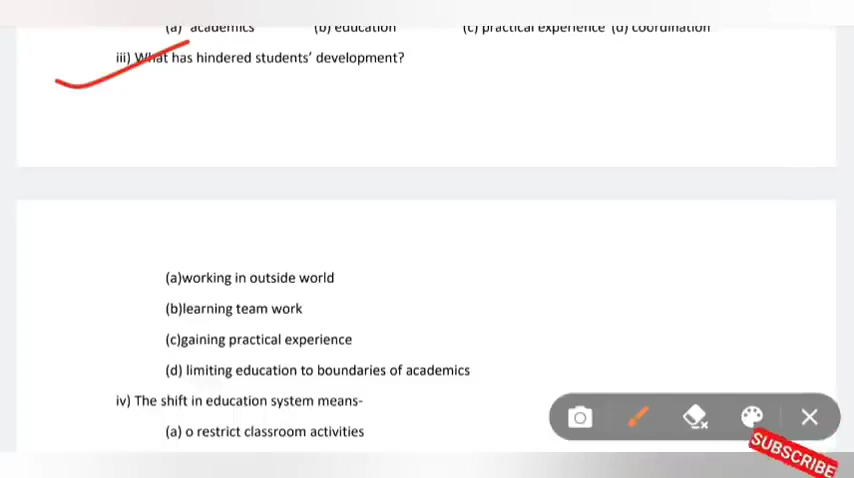 (a) academics (b) education (c) practical experience (d) coordination
iii) What has hindered students' development?
(a)working in outside world
(b)learning team work
(c)gaining practical experience
(d) limiting education to boundaries of academics
iv) The shift in education system means-
(a) o restrict classroom activities
SUBSCRIBE